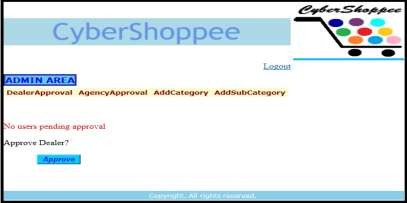 CyberShoppee
CyberShoppee
Logout
ADMIN AREA
DealerApproval AgencyApproval AddCategory AddSubCategory
No users pending approval
Approve Dealer?
Approve
Copyright. All rights reserved.